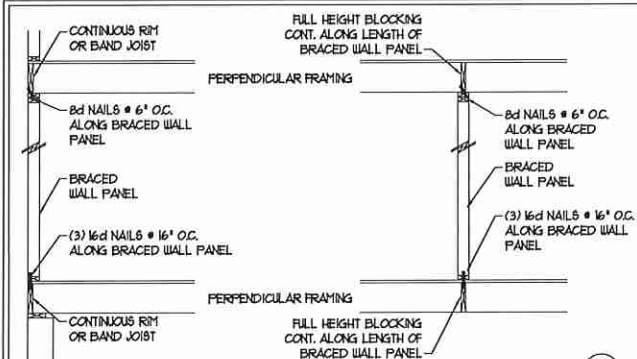 CONTINUOUS RIM
OR BAND JOIST
FULL HEIGHT BLOCKING
CONT. ALONG LENGTH OF
BRACED WALL PANEL
PERPENDICULAR FRAMING
8d NAILS @ 6" O.C.
ALONG BRACED WALL
PANEL
8d NAILS @ 6" O.C.
ALONG BRACED
WALL PANEL
BRACED
WALL PANEL
BRACED
WALL PANEL
(3) 16d NAILS @ 16" O.C.
ALONG BRACED WALL PANEL
(3) 16d NAILS @ 16" O.C.
ALONG BRACED WALL
PANEL
PERPENDICULAR FRAMING
CONTINUOUS RIM
OR BAND JOIST
FULL HEIGHT BLOCKING
CONT. ALONG LENGTH OF
BRACED WALL PANEL